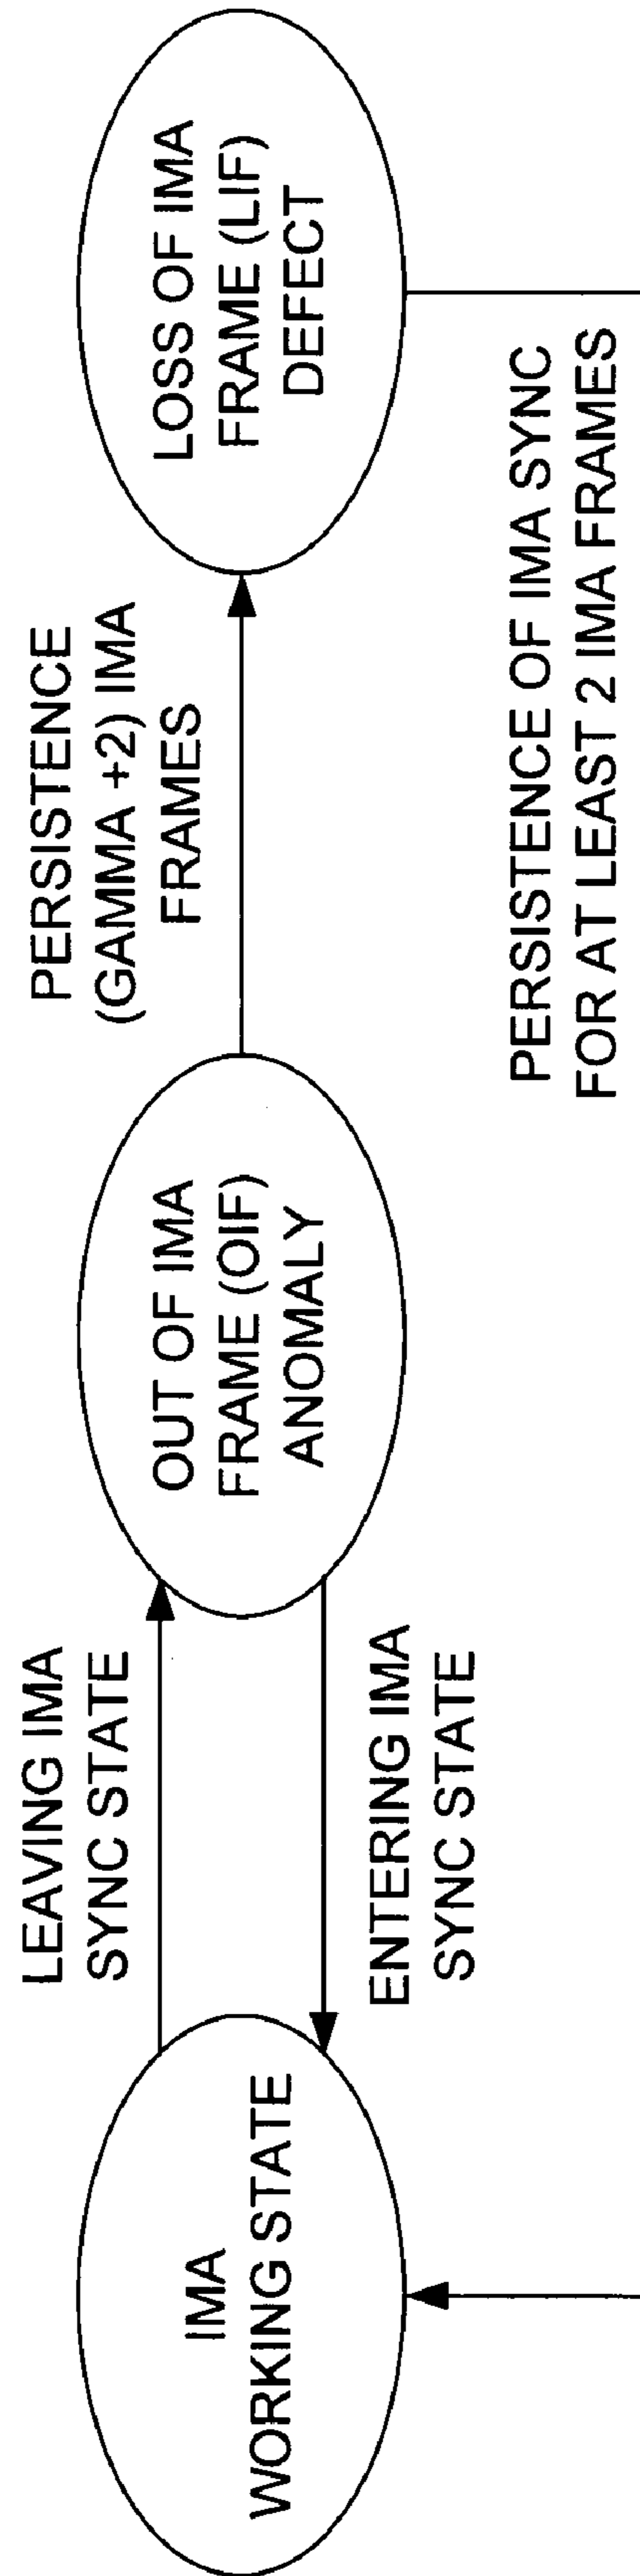 IMA
WORKING STATE
LEAVING IMA
SYNC STATE
ENTERING IMA
SYNC STATE
OUT OF IMA
FRAME (OIF)
ANOMALY
PERSISTENCE
(GAMMA +2) IMA
FRAMES
LOSS OF IMA
FRAME (LIF)
DEFECT
PERSISTENCE OF IMA SYNC
FOR AT LEAST 2 IMA FRAMES